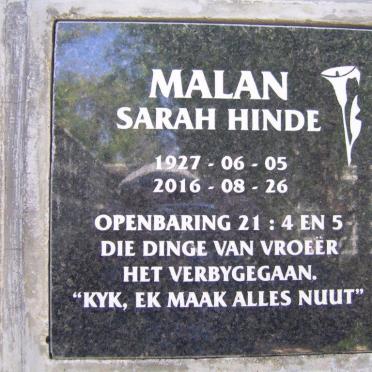 MALAN
SARAH HINDE
1927 - 06 - 05
2016 - 08 - 26
OPENBARING 21 : 4 EN 5
DIE DINGE VAN VROEËR
HET VERBYGEGAAN.
"KYK, EK MAAK ALLES NUUT"